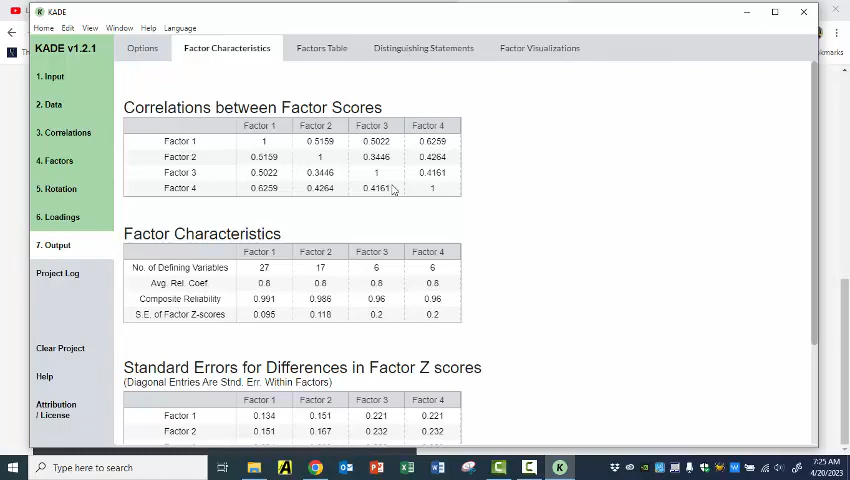 KADE
Home Edit View Window Help Language
KADE v1.2.1
Options Factor Characteristics Factors Table Distinguishing Statements Factor Visualizations
1. Input
2. Data
3. Correlations
4. Factors
5. Rotation
6. Loadings
7. Output
Project Log
Clear Project
Help
Attribution
/ License
Correlations between Factor Scores
Factor 1 Factor 2 Factor 3 Factor 4
Factor 1 1 0.5159 0.5022 0.6259
Factor 2 0.5159 1 0.3446 0.4264
Factor 3 0.5022 0.3446 1 0.4161
Factor 4 0.6259 0.4264 0.4161 1
Factor Characteristics
Factor 1 Factor 2 Factor 3 Factor 4
No. of Defining Variables 27 17 6 6
Avg. Rel. Coef 0.8 0.8 0.8 0.8
Composite Reliability 0.991 0.986 0.96 0.96
S.E. of Factor Z-scores 0.095 0.118 0.2 0.2
Standard Errors for Differences in Factor Z scores
(Diagonal Entries Are Stnd. Err. Within Factors)
Factor 1 Factor 2 Factor 3 Factor 4
Factor 1 0.134 0.151 0.221 0.221
Factor 2 0.151 0.167 0.232 0.232
Type here to search
7:25 AM
4/20/2023